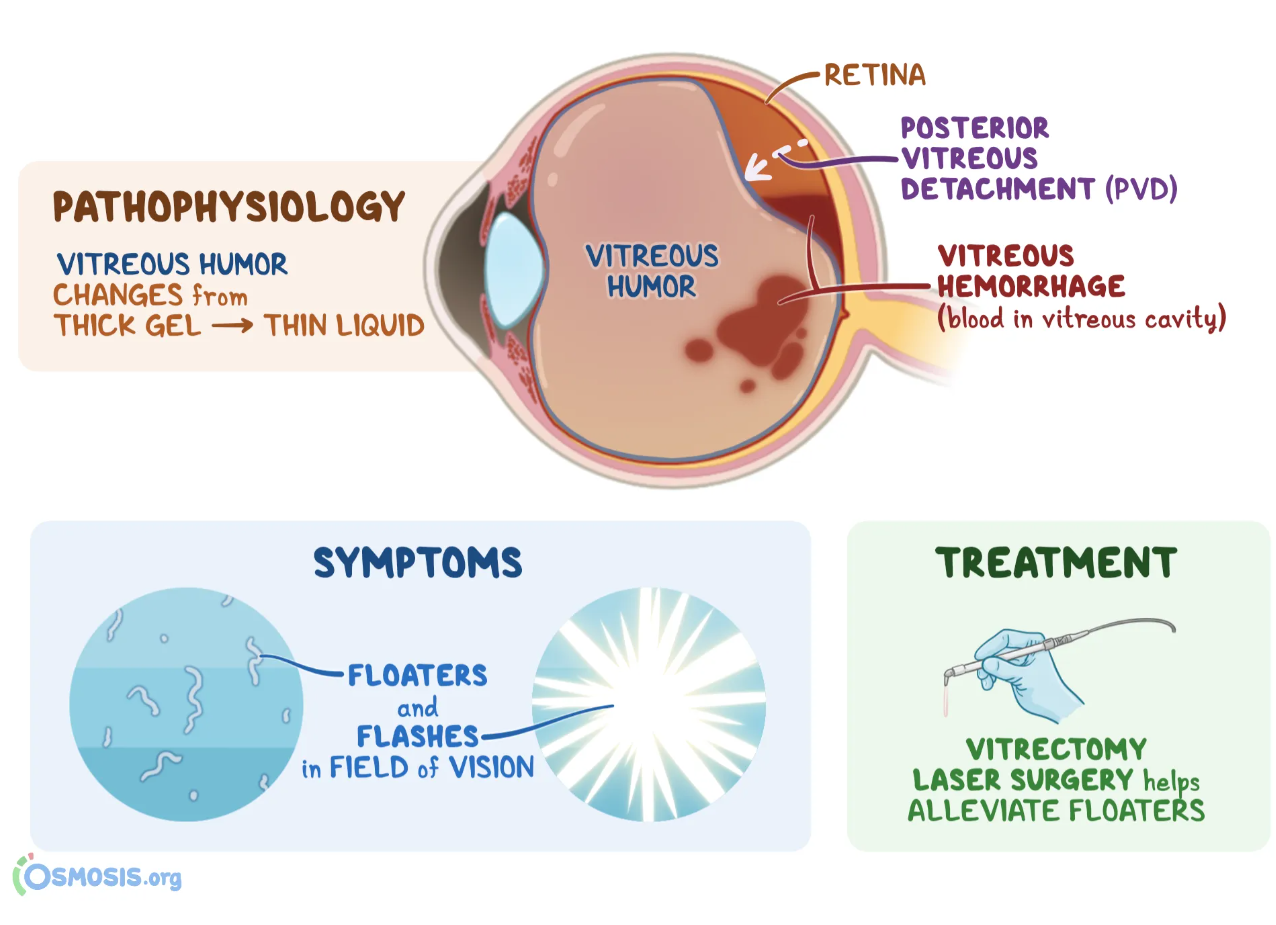 RETINA
POSTERIOR
VITREOUS
DETACHMENT (PVD)
PATHOPHYSIOLOGY
VITREOUS HUMOR
CHANGES from
THICK GEL → THIN LIQUID
VITREOUS
HUMOR
VITREOUS
HEMORRHAGE
(blood in vitreous cavity)
SYMPTOMS
FLOATERS
and
FLASHES
in FIELD of VISION
TREATMENT
VITRECTOMY
LASER SURGERY helps
ALLEVIATE FLOATERS
OSMOSIS.org